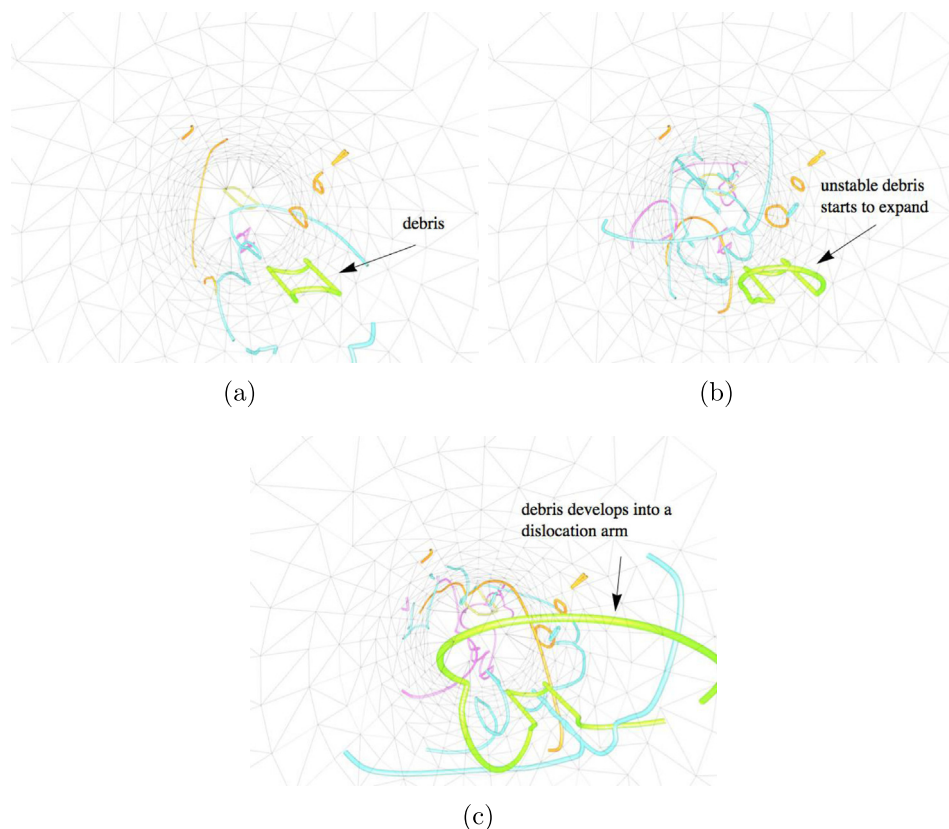 debris
unstable debris
starts to expand
(a)
(b)
debris develops into a
dislocation arm
(c)